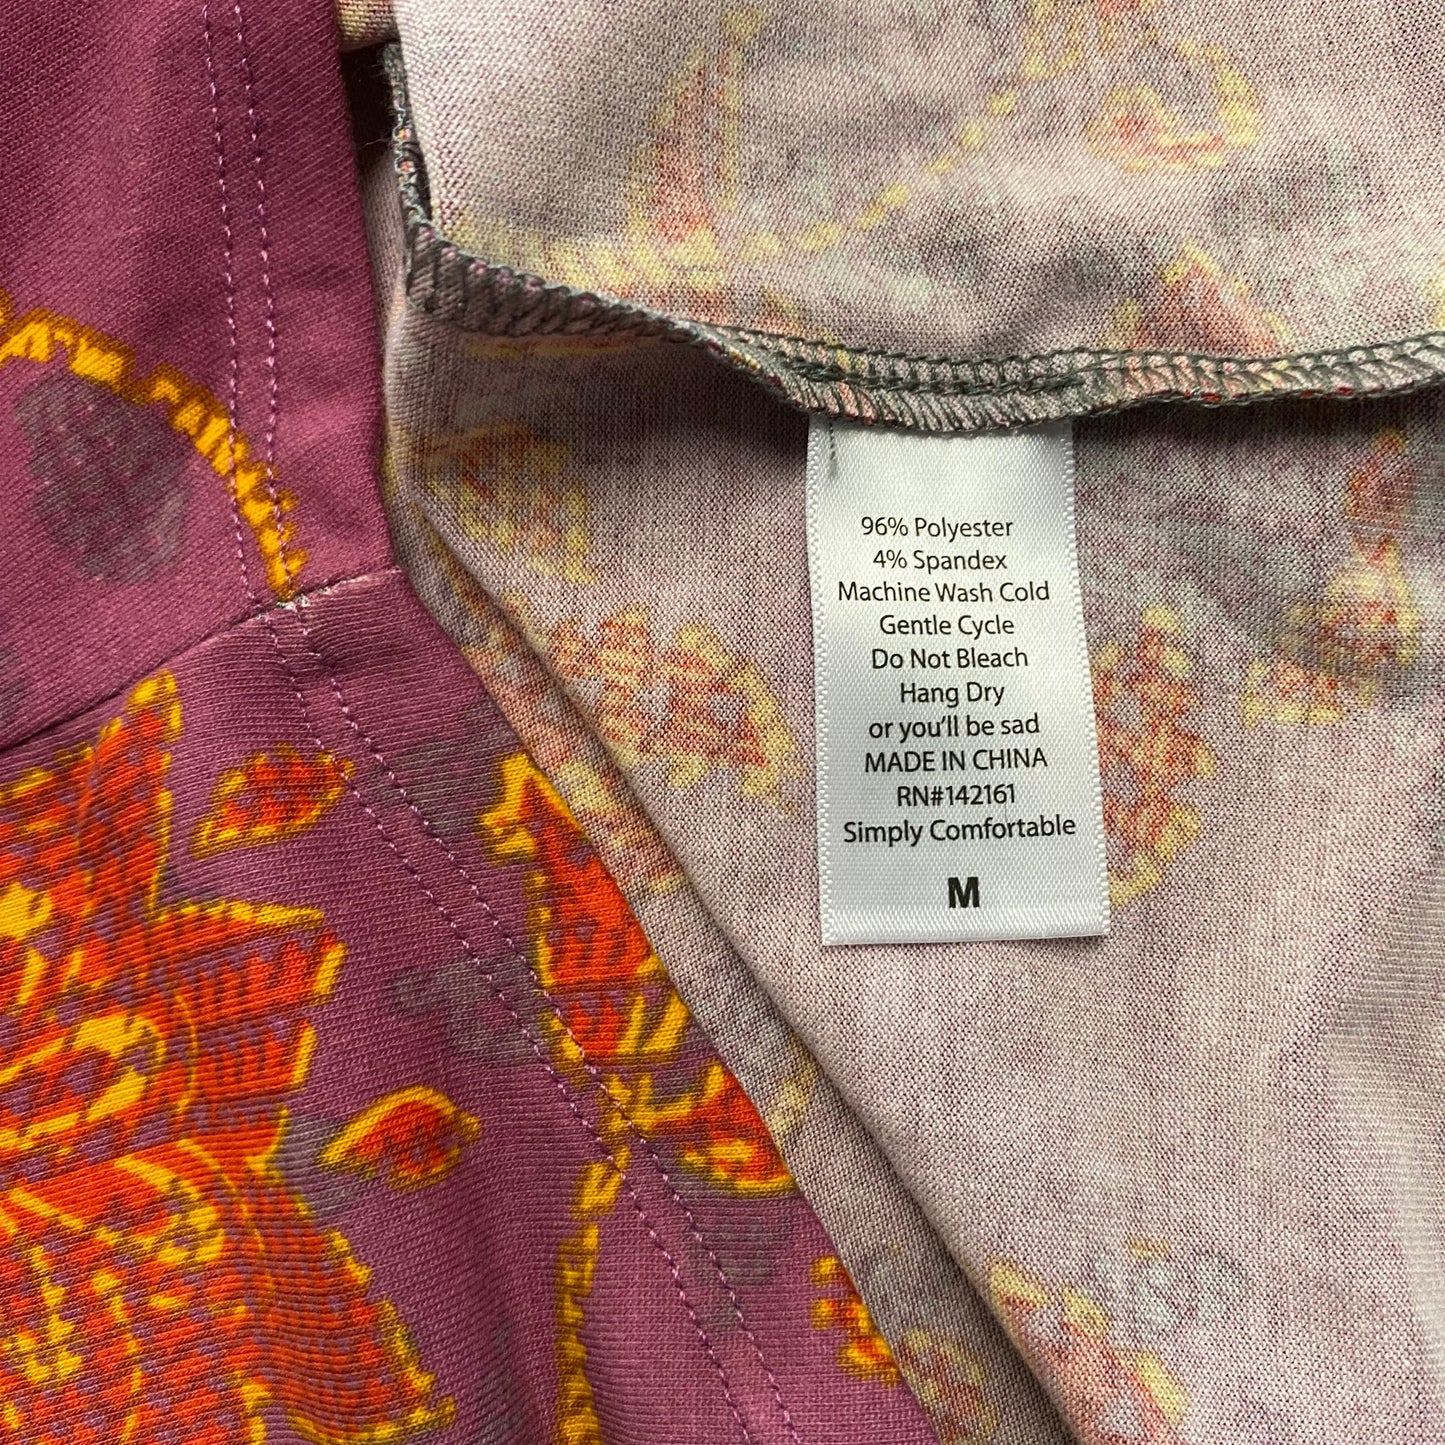 96% Polyester
4% Spandex
Machine Wash Cold
Gentle Cycle
Do Not Bleach
Hang Dry
or you'll be sad
MADE IN CHINA
RN#142161
Simply Comfortable
M